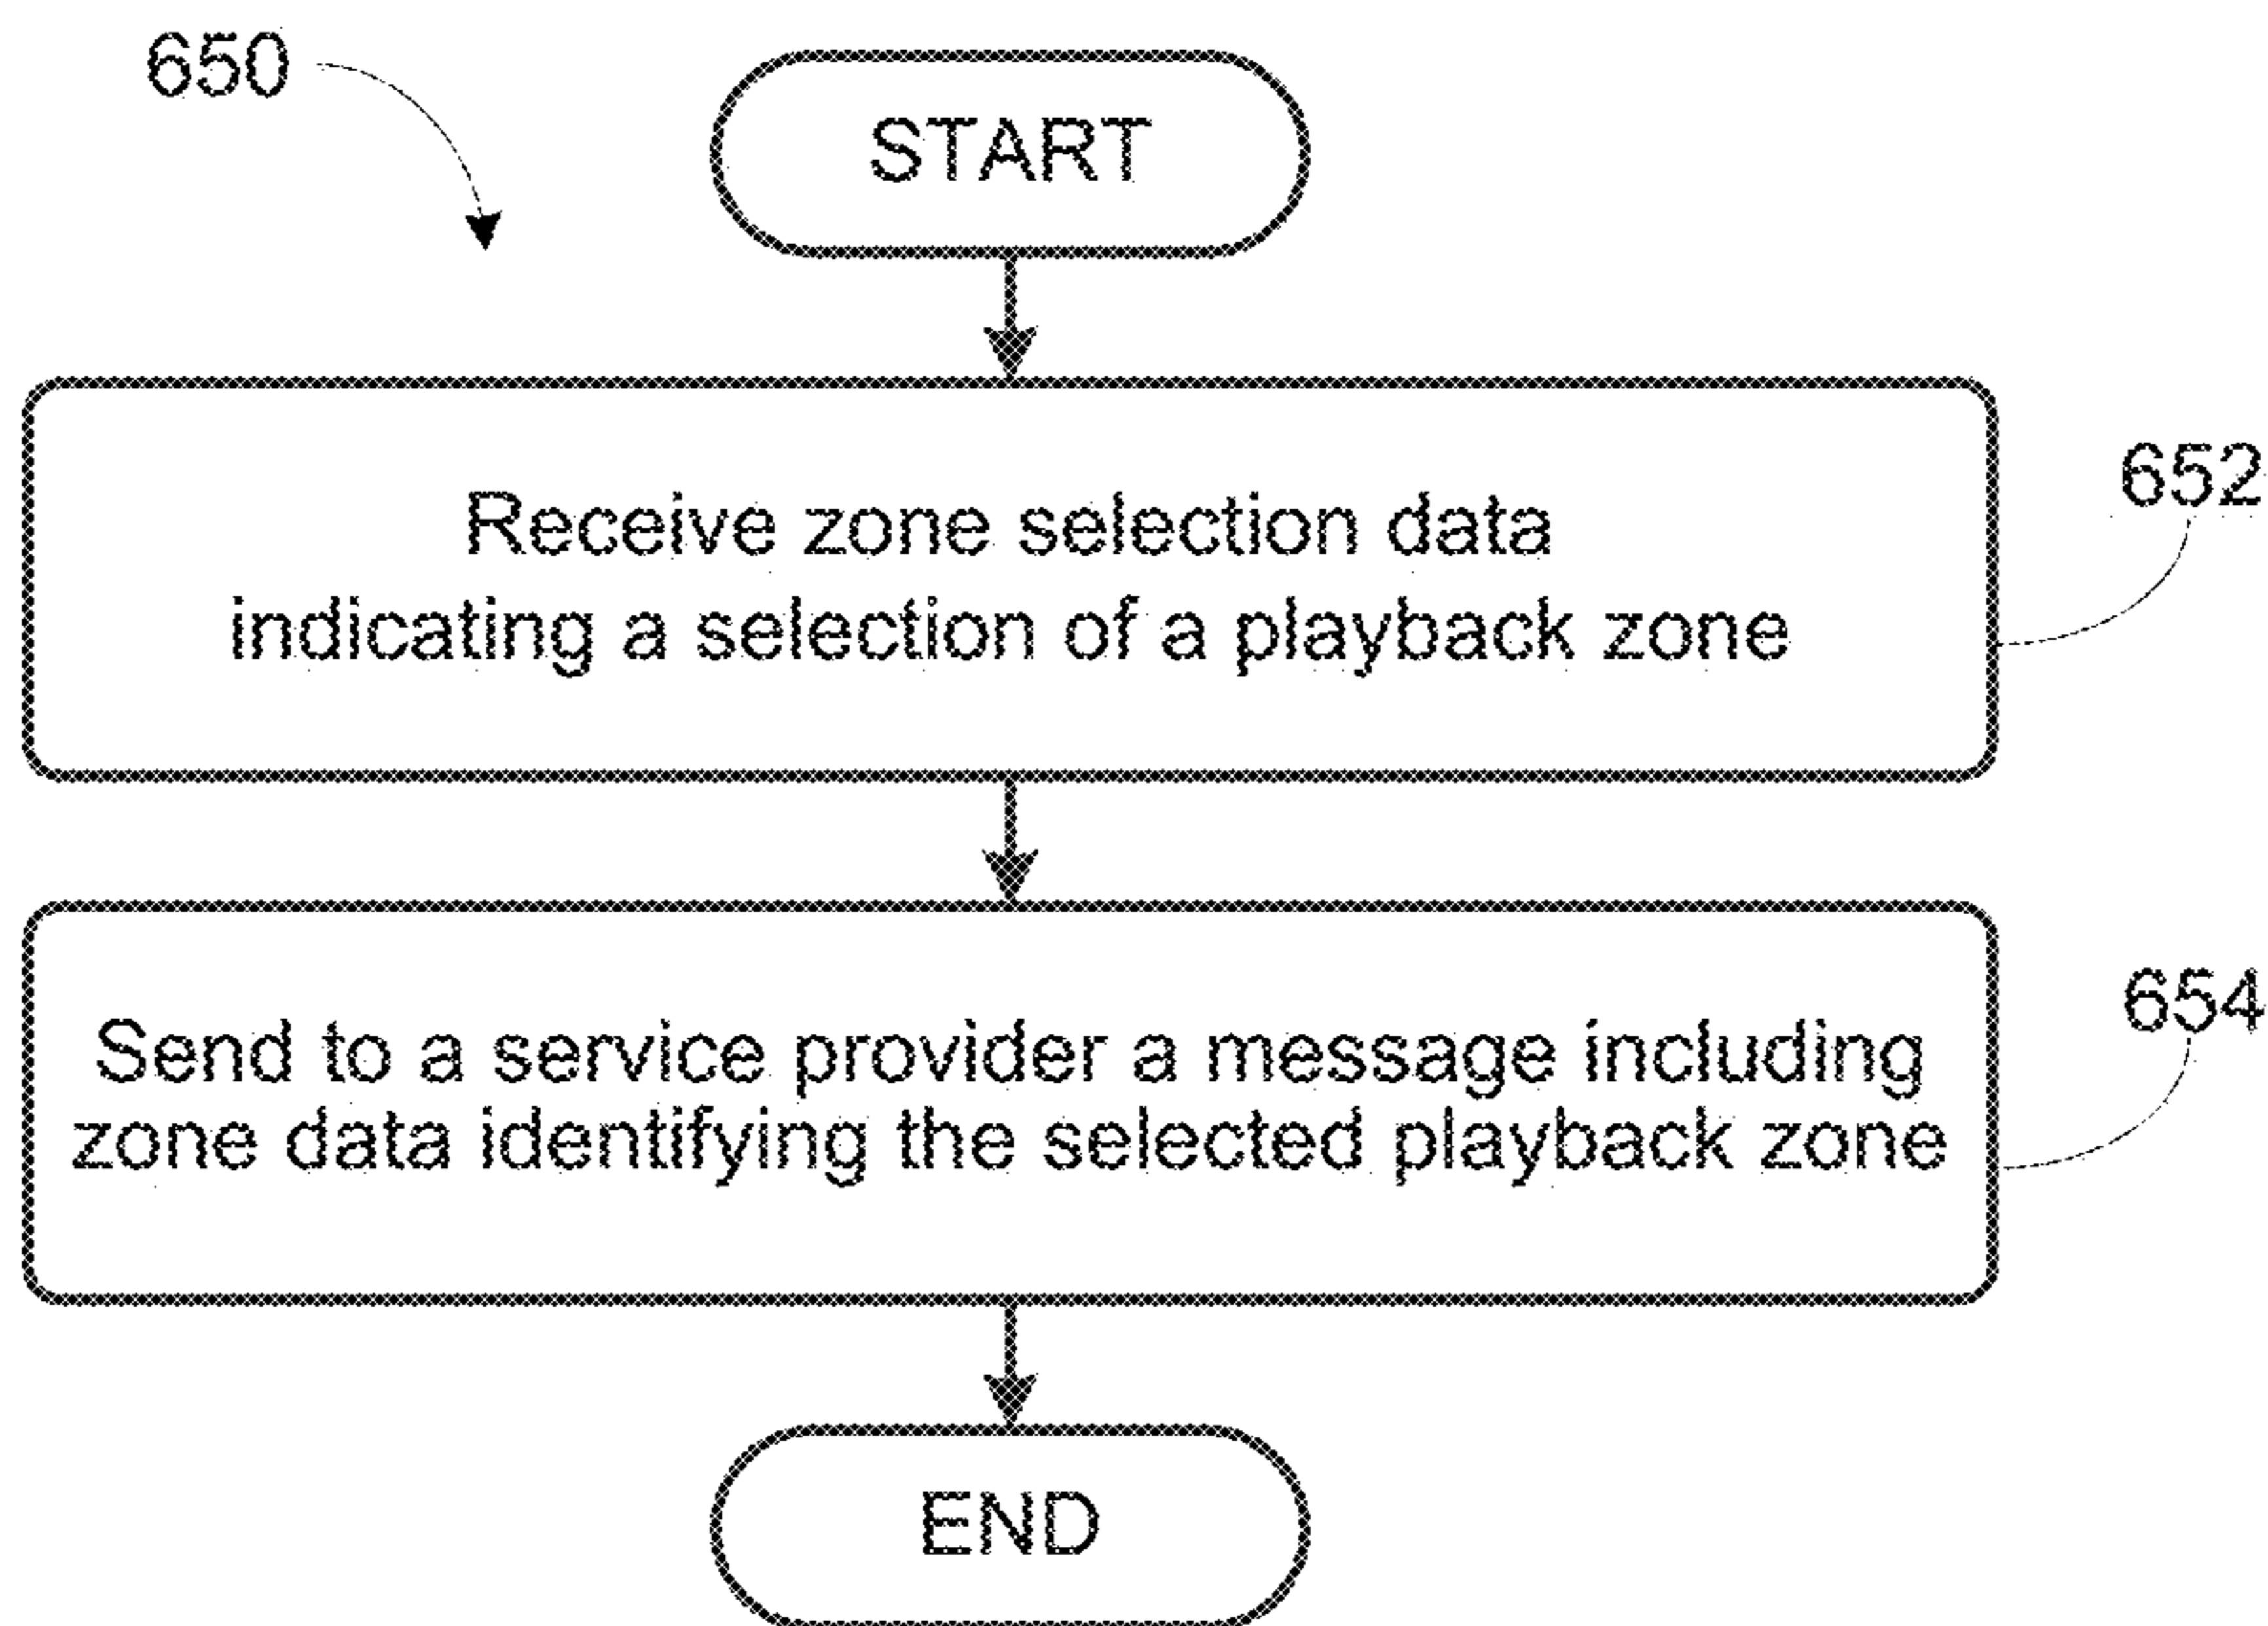 650
START
652
Receive zone selection data
indicating a selection of a playback zone
654
Send to a service provider a message including
zone data identifying the selected playback zone
END